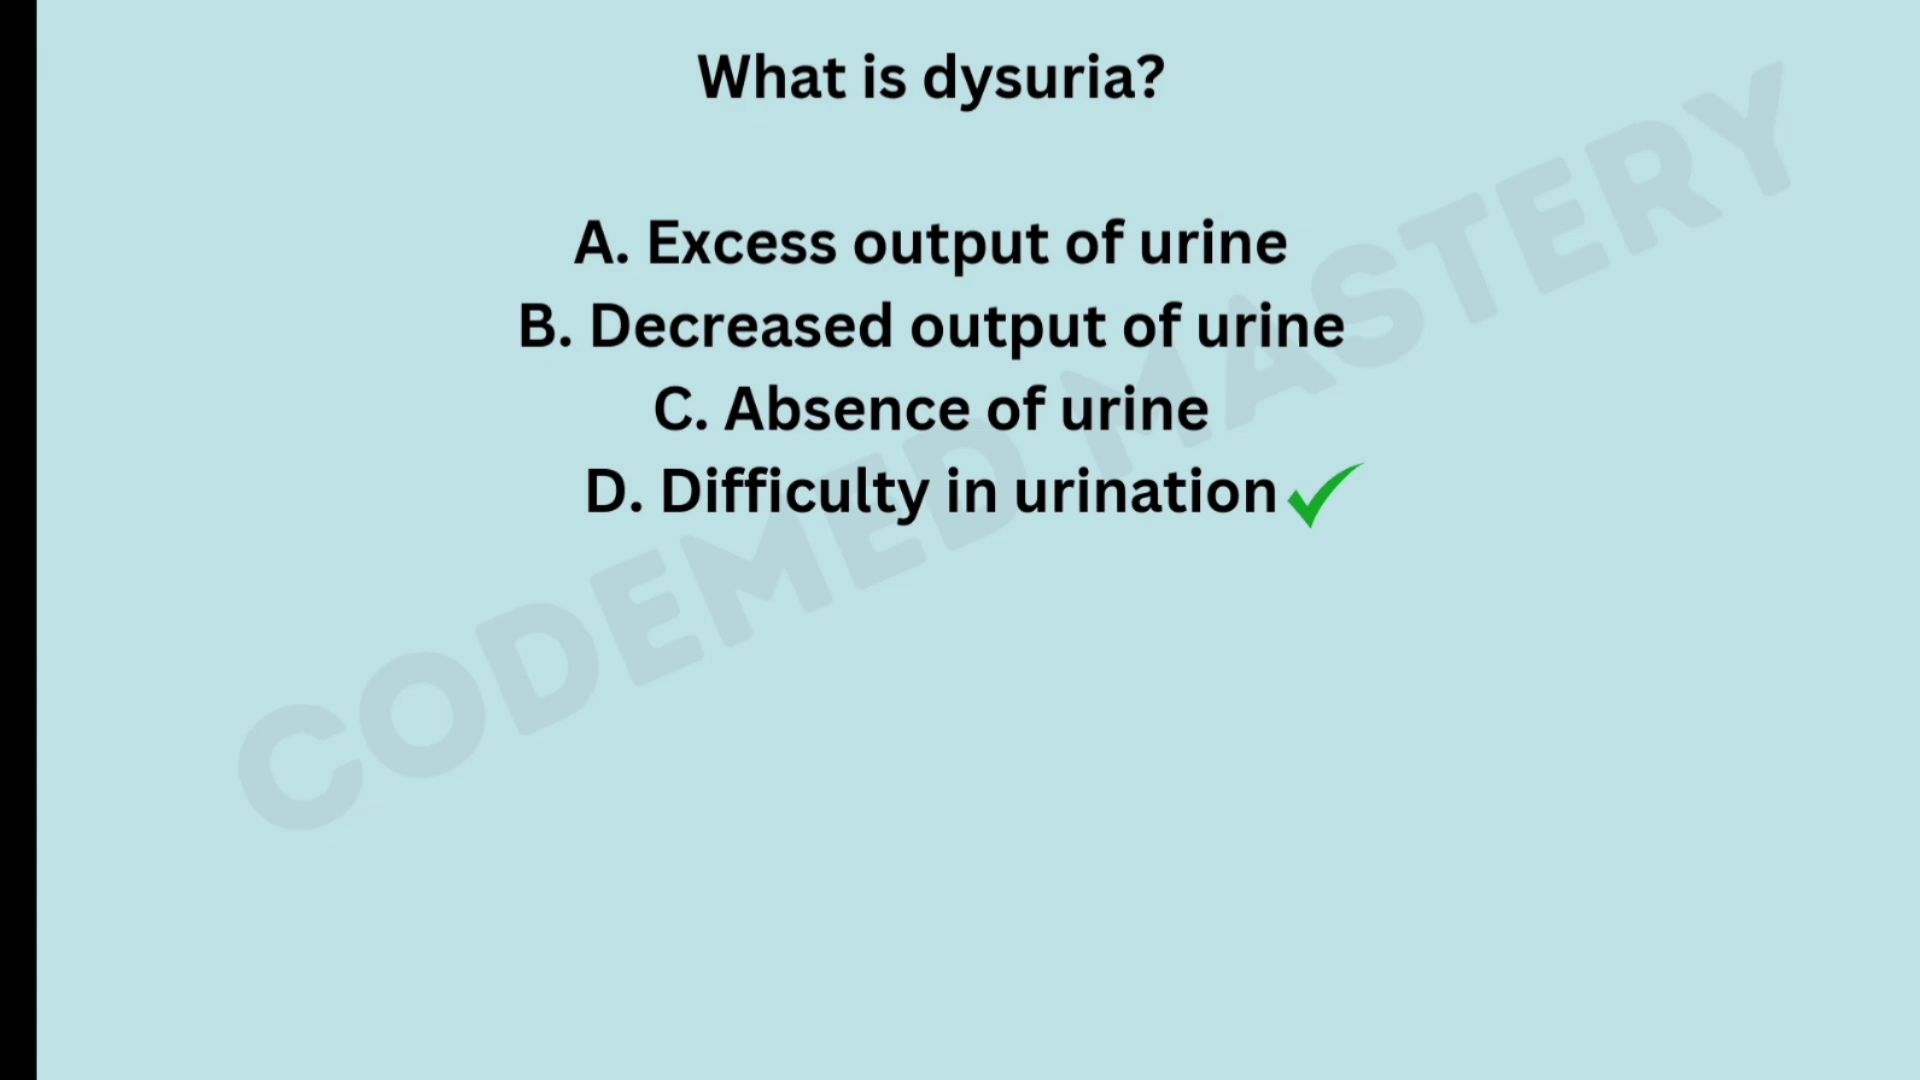 What is dysuria?
A. Excess output of urine
B. Decreased output of urine
C. Absence of urine
D. Difficulty in urination
CODEMED MASTERY